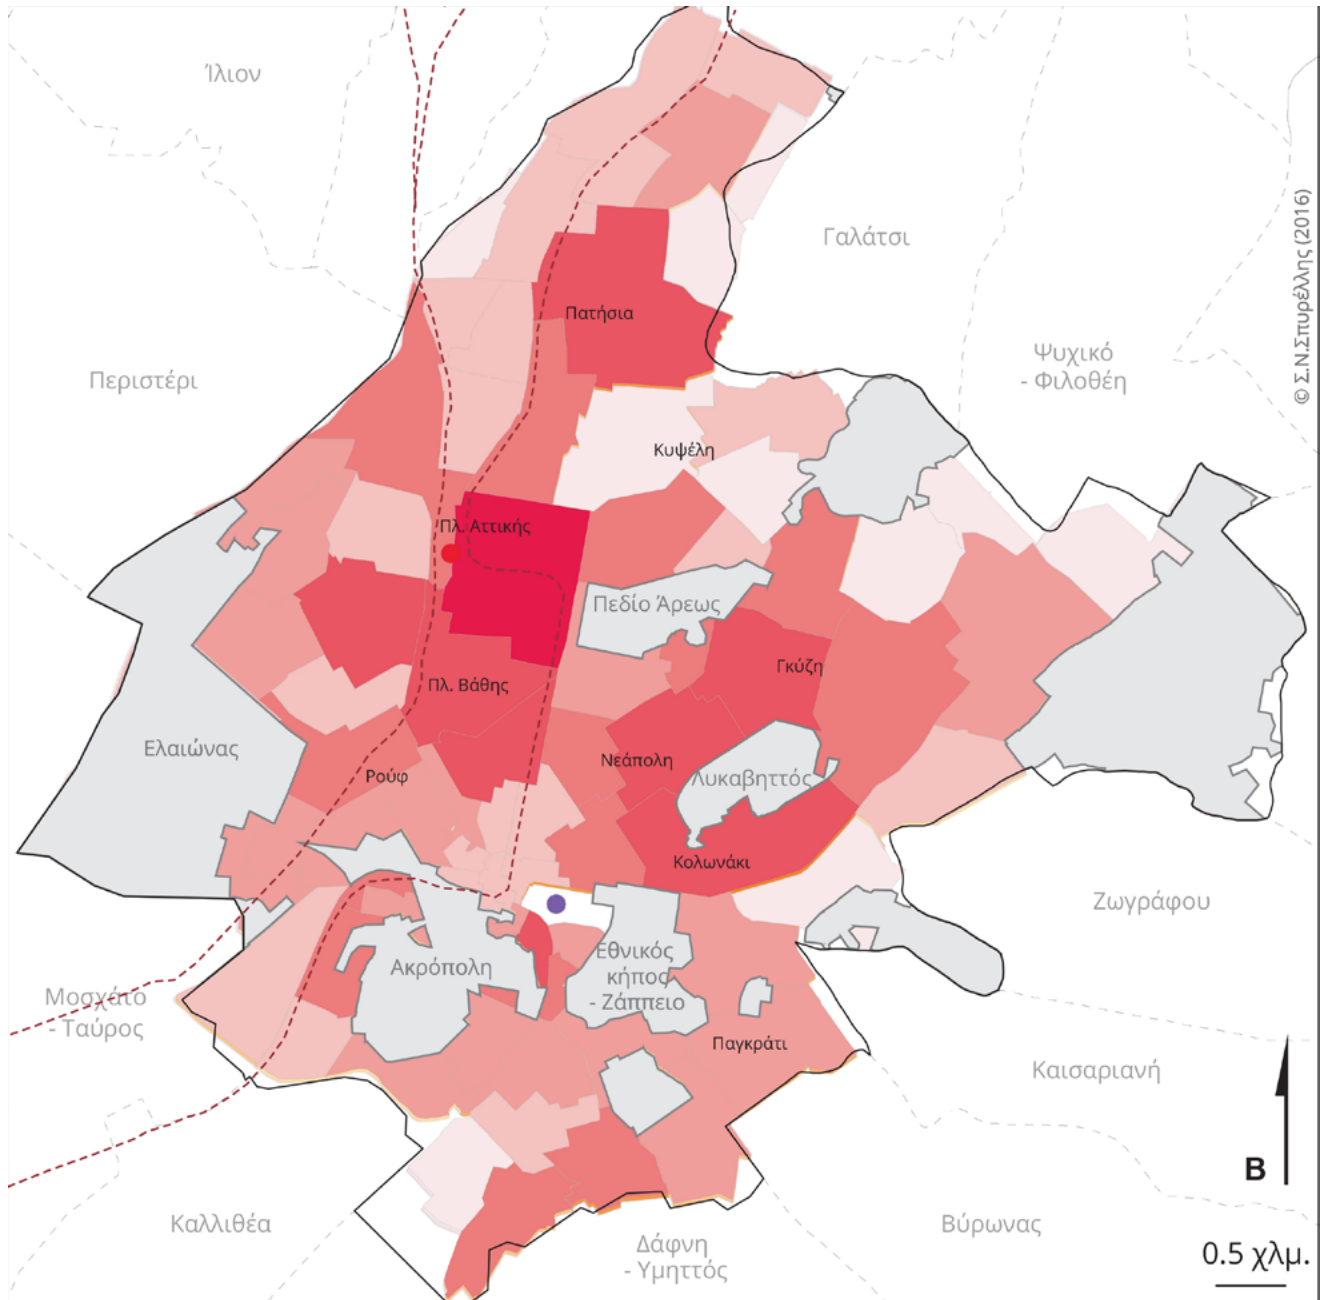 Ίλιον
Γαλάτσι
© Σ.Ν.Σπυρέλλης (2016)
Πατήσια
Ψυχικό
- Φιλοθέη
Περιστέρι
Κυψέλη
Πλ. Αττικής
Πεδίο Άρεως
Γκύζη
Πλ. Βάθης
Ελαιώνας
Νεάπολη
Ρούφ
Λυκαβηττός
Κολωνάκι
Ζωγράφου
Εθνικός
κήπος
- Ζάππειο
Ακρόπολη
Μοσχάτο
- Ταύρος
Παγκράτι
Καισαριανή
Β
Καλλιθέα
Βύρωνας
Δάφνη
- Υμηττός
0.5 χλμ.